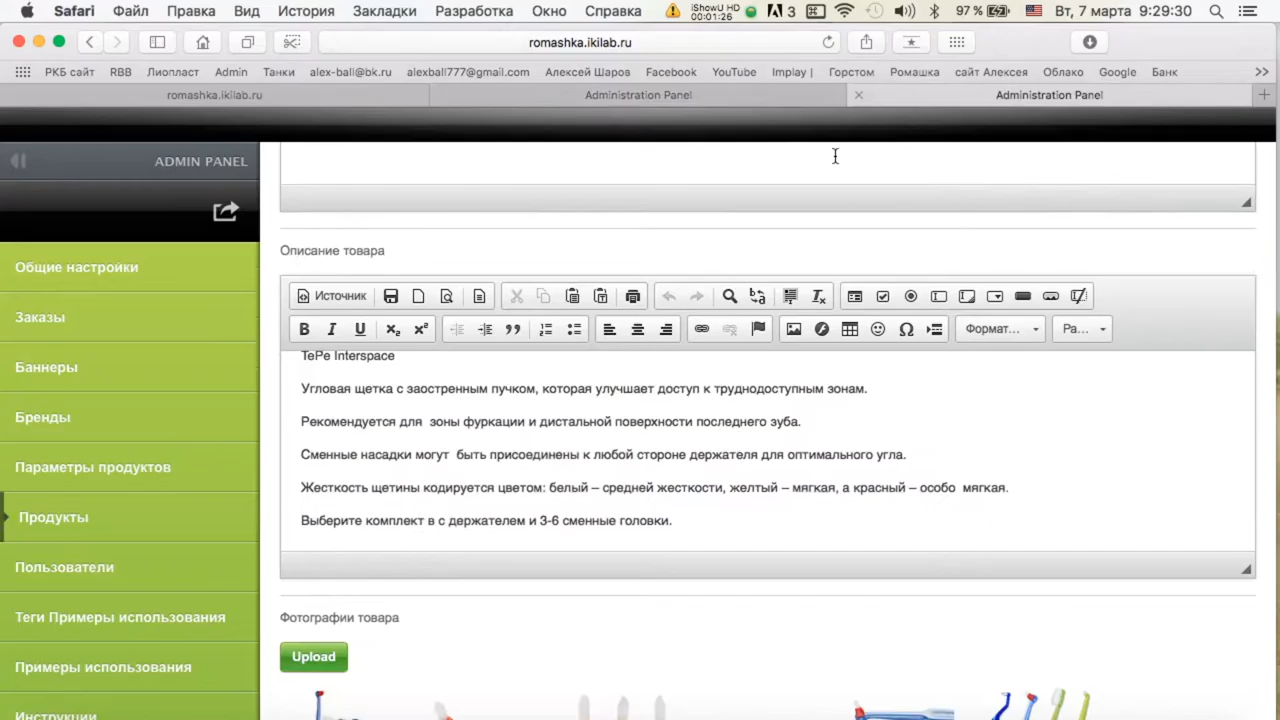 Safari Файл Правка Вид История Закладки Разработка Окно Справка iShowU HD 00:01:26 3 97 % Вт, 7 марта 9:29:30
romashka.ikilab.ru
РКБ сайт RBB Лиопласт Admin Танки alex-ball@bk.ru alexball777@gmail.com Алексей Шаров Facebook YouTube Implay | Горстом Ромашка сайт Алексея Облако Google Банк
romashka.ikilab.ru Administration Panel Administration Panel
ADMIN PANEL
Общие настройки
Заказы
Баннеры
Бренды
Параметры продуктов
Продукты
Пользователи
Теги Примеры использования
Примеры использования
Инструкции
Описание товара
Источник
Формат... Ра...
TePe Interspace
Угловая щетка с заостренным пучком, которая улучшает доступ к труднодоступным зонам.
Рекомендуется для  зоны фуркации и дистальной поверхности последнего зуба.
Сменные насадки могут  быть присоединены к любой стороне держателя для оптимального угла.
Жесткость щетины кодируется цветом: белый – средней жесткости, желтый – мягкая, а красный – особо  мягкая.
Выберите комплект в с держателем и 3-6 сменные головки.
Фотографии товара
Upload